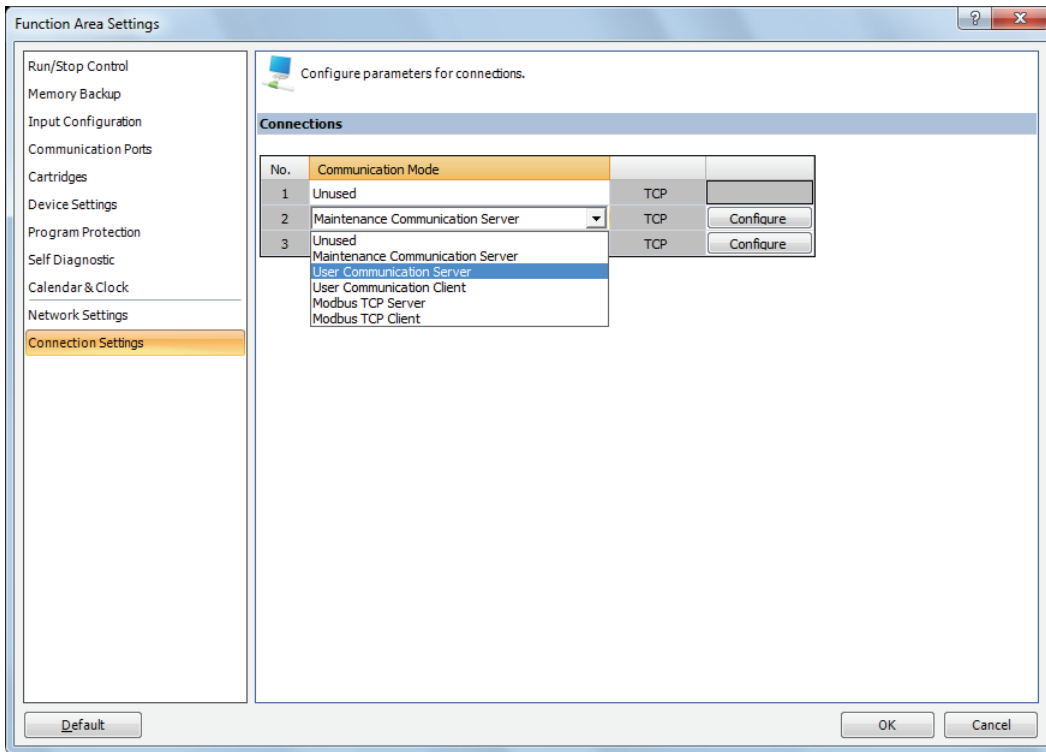 Function Area Settings
Run/Stop Control
Memory Backup
Input Configuration
Communication Ports
Cartridges
Device Settings
Program Protection
Self Diagnostic
Calendar & Clock
Network Settings
Connection Settings
Configure parameters for connections.
Connections
No. Communication Mode
1 Unused TCP
2 Maintenance Communication Server TCP Configure
3 TCP Configure
Unused
Maintenance Communication Server
User Communication Server
User Communication Client
Modbus TCP Server
Modbus TCP Client
Default OK Cancel